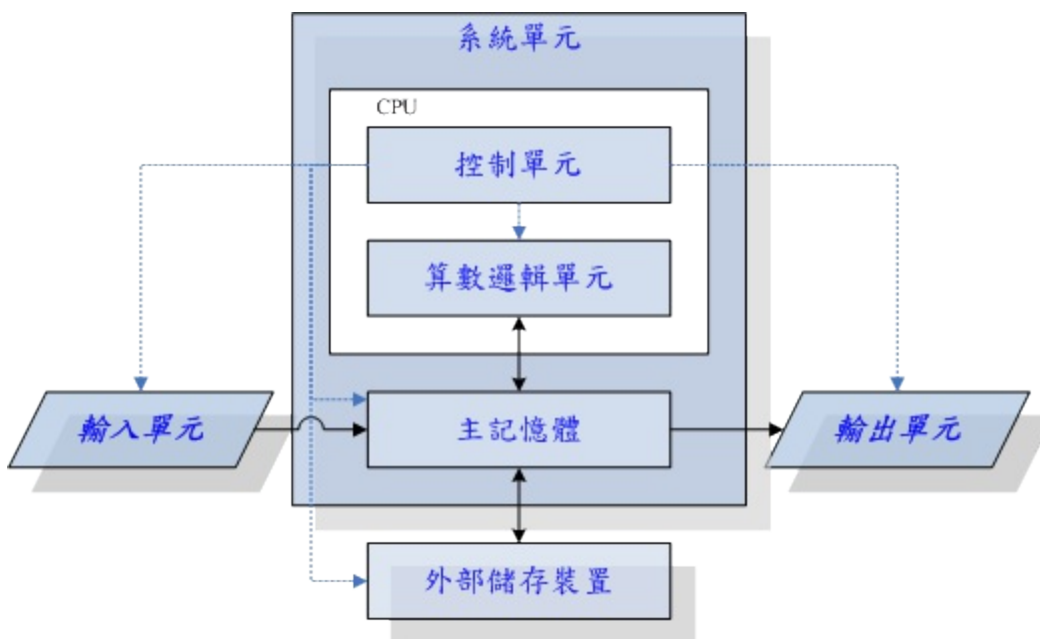 系統單元
CPU
控制單元
算數邏輯單元
輸入單元
主記憶體
輸出單元
外部儲存裝置